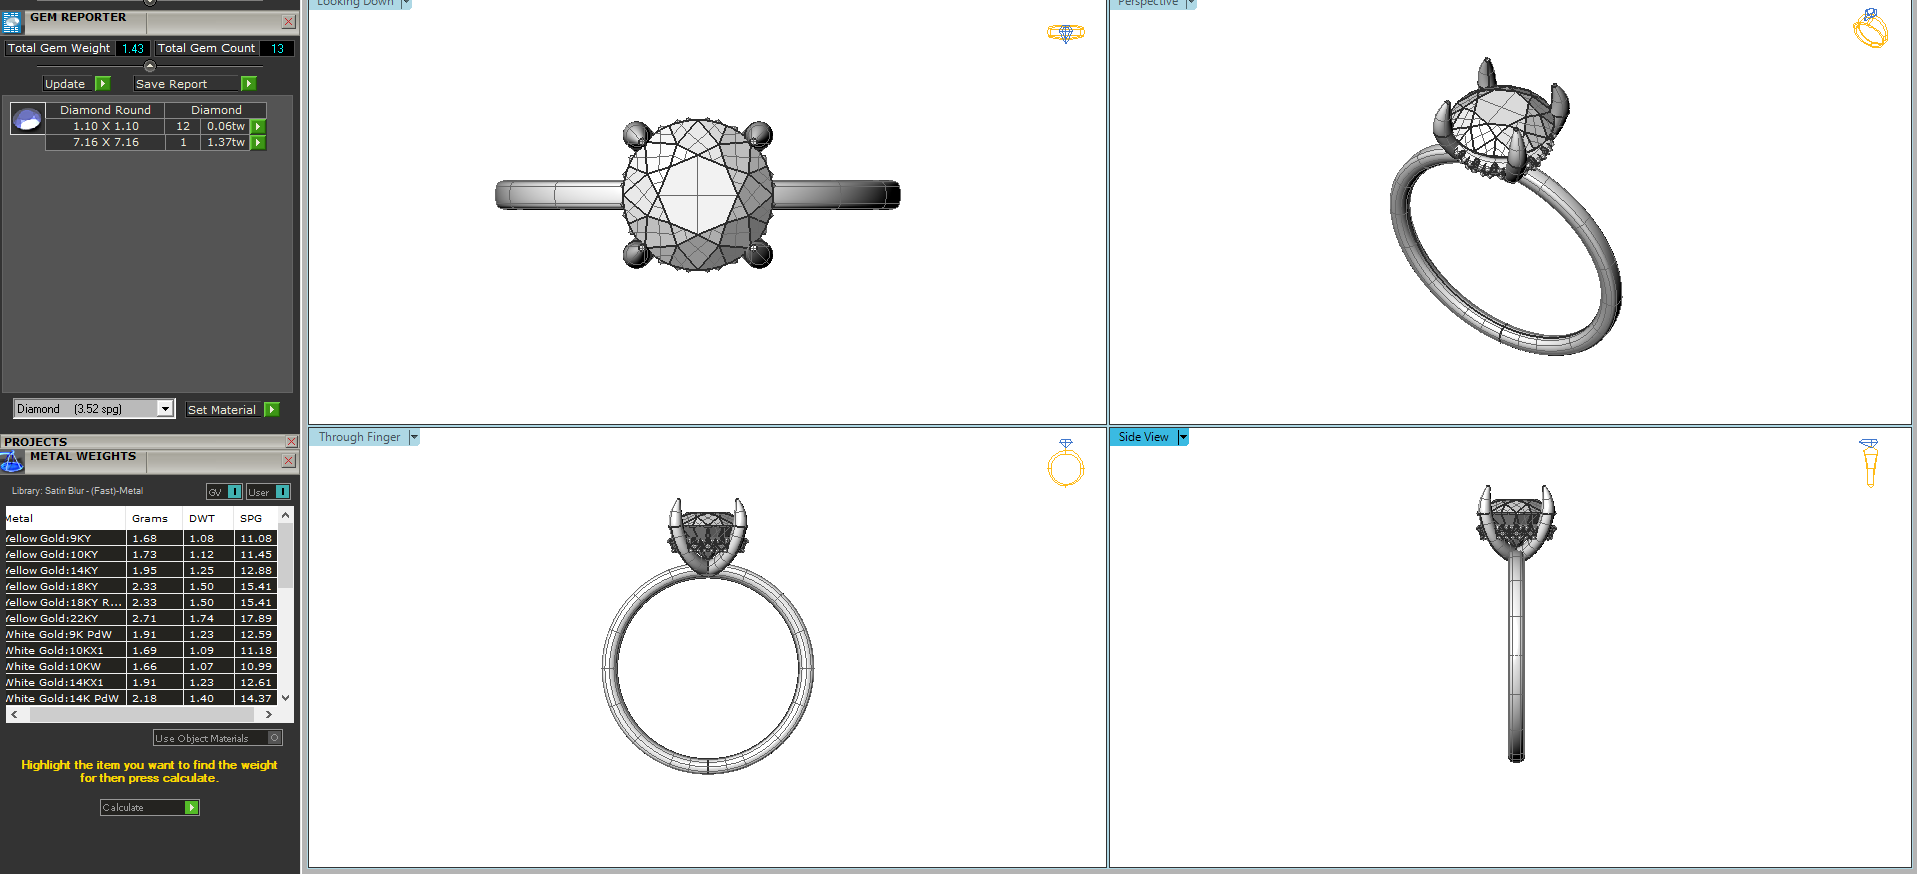 GEM REPORTER
Total Gem Weight 1.43 Total Gem Count 13
Update Save Report
Diamond Round Diamond
1.10 X 1.10 12 0.06tw
7.16 X 7.16 1 1.37tw
Diamond (3.52 spg) Set Material
PROJECTS
METAL WEIGHTS
Library: Satin Blur - (Fast)-Metal GV User
Metal Grams DWT SPG
Yellow Gold:9KY 1.68 1.08 11.08
Yellow Gold:10KY 1.73 1.12 11.45
Yellow Gold:14KY 1.95 1.25 12.88
Yellow Gold:18KY 2.33 1.50 15.41
Yellow Gold:18KY R... 2.33 1.50 15.41
Yellow Gold:22KY 2.71 1.74 17.89
White Gold:9K PdW 1.91 1.23 12.59
White Gold:10KX1 1.69 1.09 11.18
White Gold:10KW 1.66 1.07 10.99
White Gold:14KX1 1.91 1.23 12.61
White Gold:14K PdW 2.18 1.40 14.37
Use Object Materials
Highlight the item you want to find the weight
for then press calculate.
Calculate
Looking Down
Perspective
Through Finger
Side View